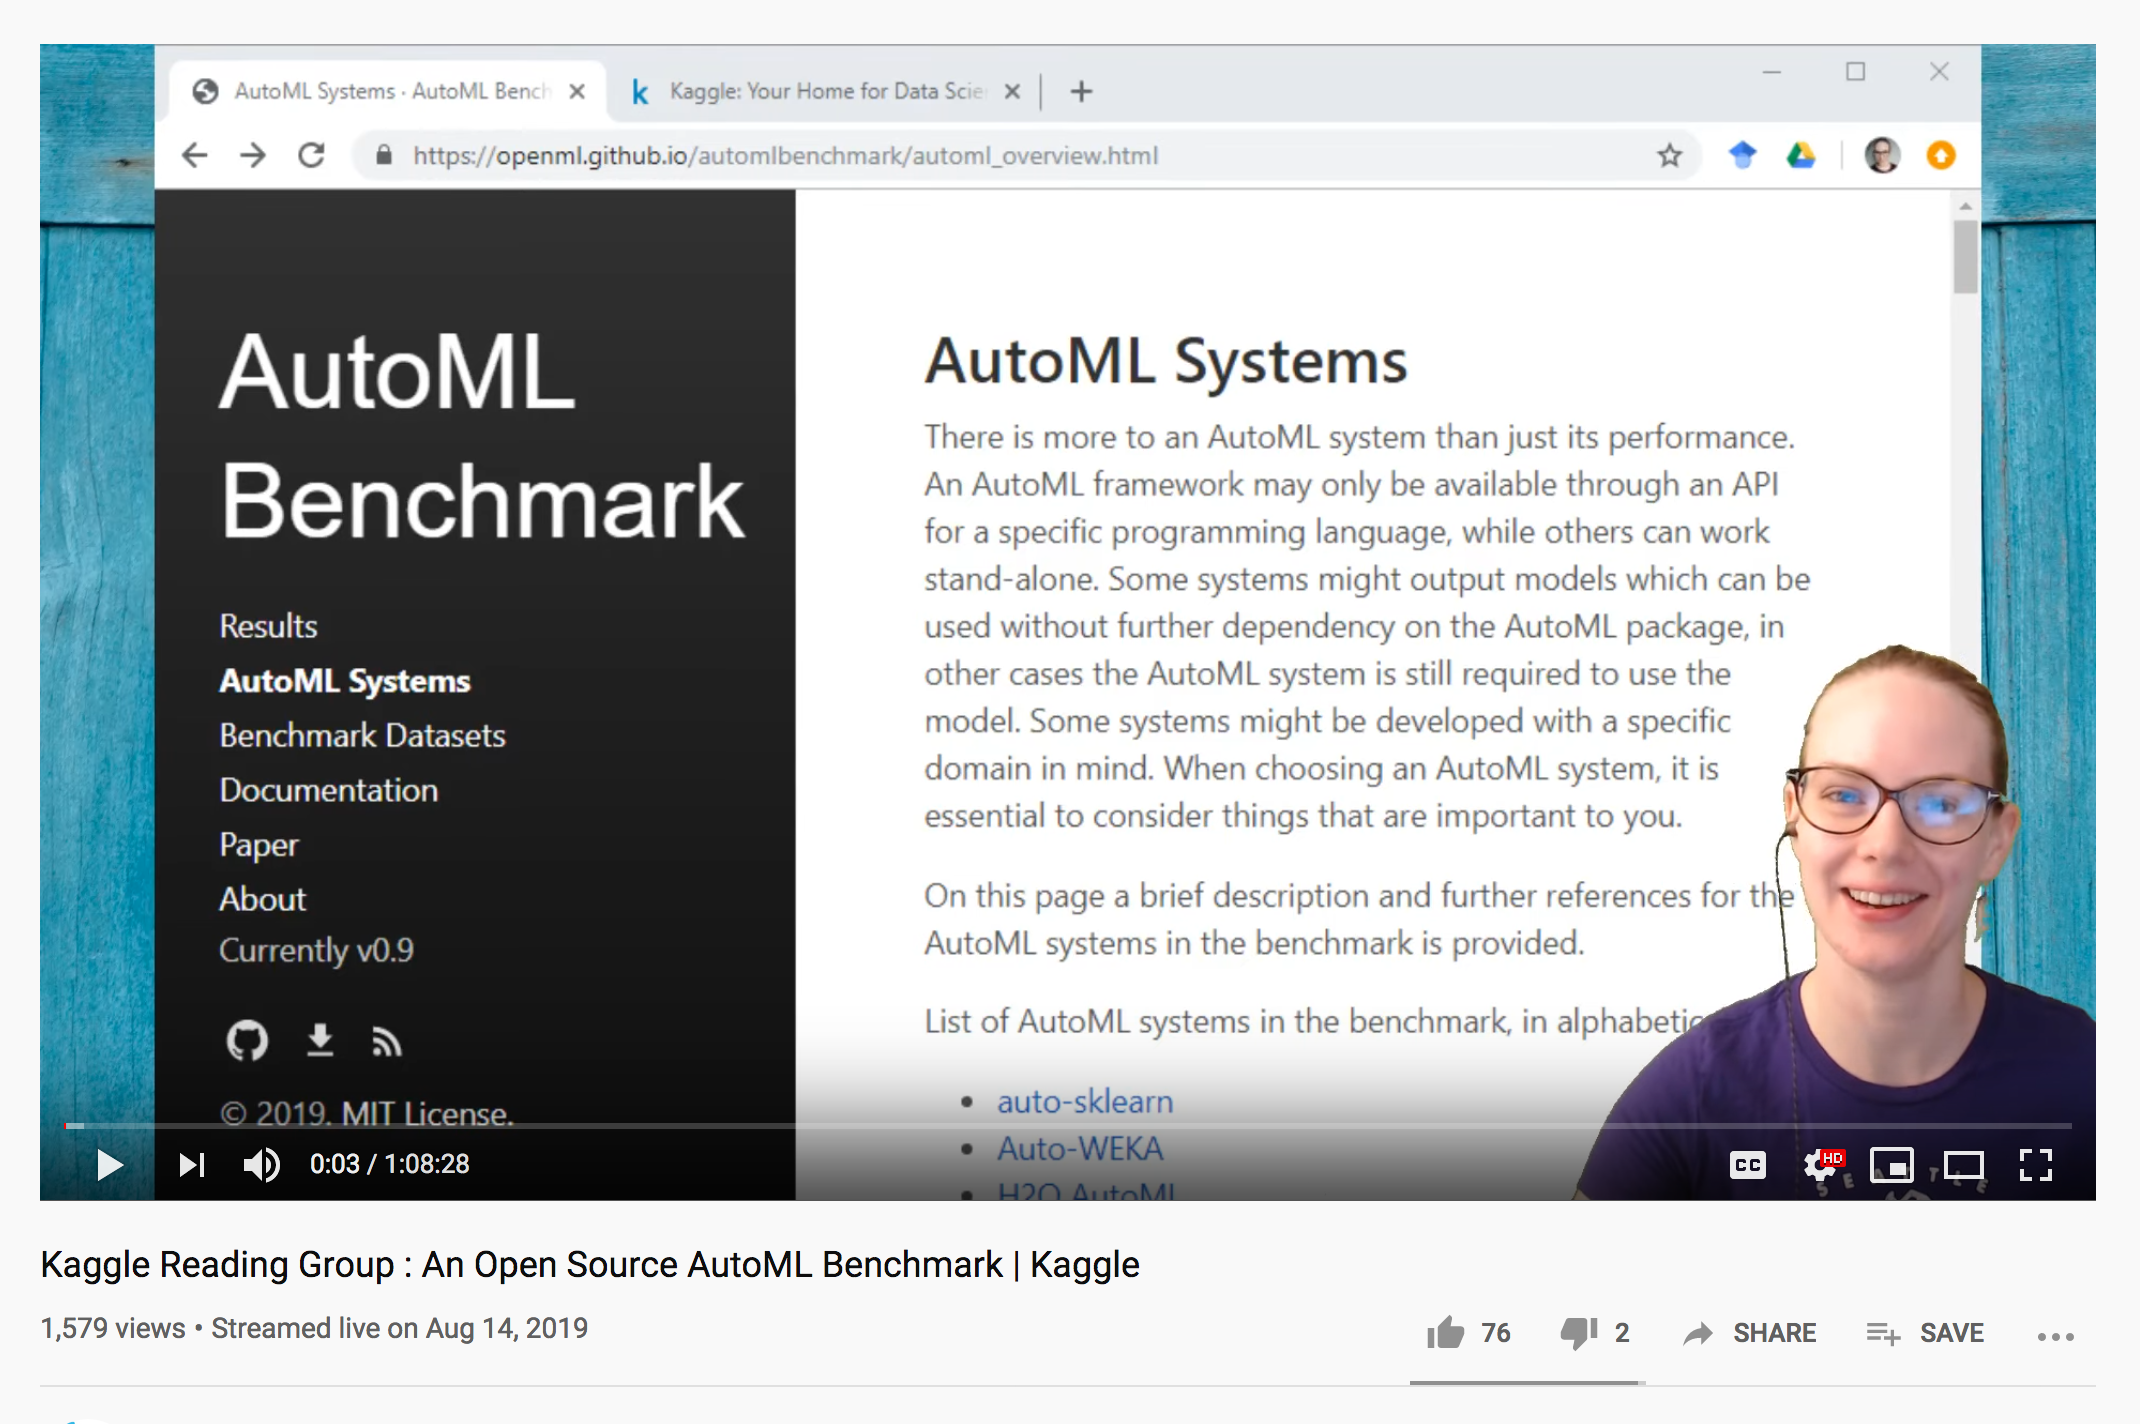 AutoML Systems · AutoML Bench
Kaggle: Your Home for Data Scie
https://openml.github.io/automlbenchmark/automl_overview.html
AutoML
Benchmark
Results
AutoML Systems
Benchmark Datasets
Documentation
Paper
About
Currently v0.9
© 2019. MIT License.
AutoML Systems
There is more to an AutoML system than just its performance.
An AutoML framework may only be available through an API
for a specific programming language, while others can work
stand-alone. Some systems might output models which can be
used without further dependency on the AutoML package, in
other cases the AutoML system is still required to use the
model. Some systems might be developed with a specific
domain in mind. When choosing an AutoML system, it is
essential to consider things that are important to you.
On this page a brief description and further references for the
AutoML systems in the benchmark is provided.
List of AutoML systems in the benchmark, in alphabetic
• auto-sklearn
• Auto-WEKA
• H2O AutoML
SEATTLE
0:03 / 1:08:28
CC
HD
Kaggle Reading Group : An Open Source AutoML Benchmark | Kaggle
1,579 views • Streamed live on Aug 14, 2019
76
2
SHARE
SAVE